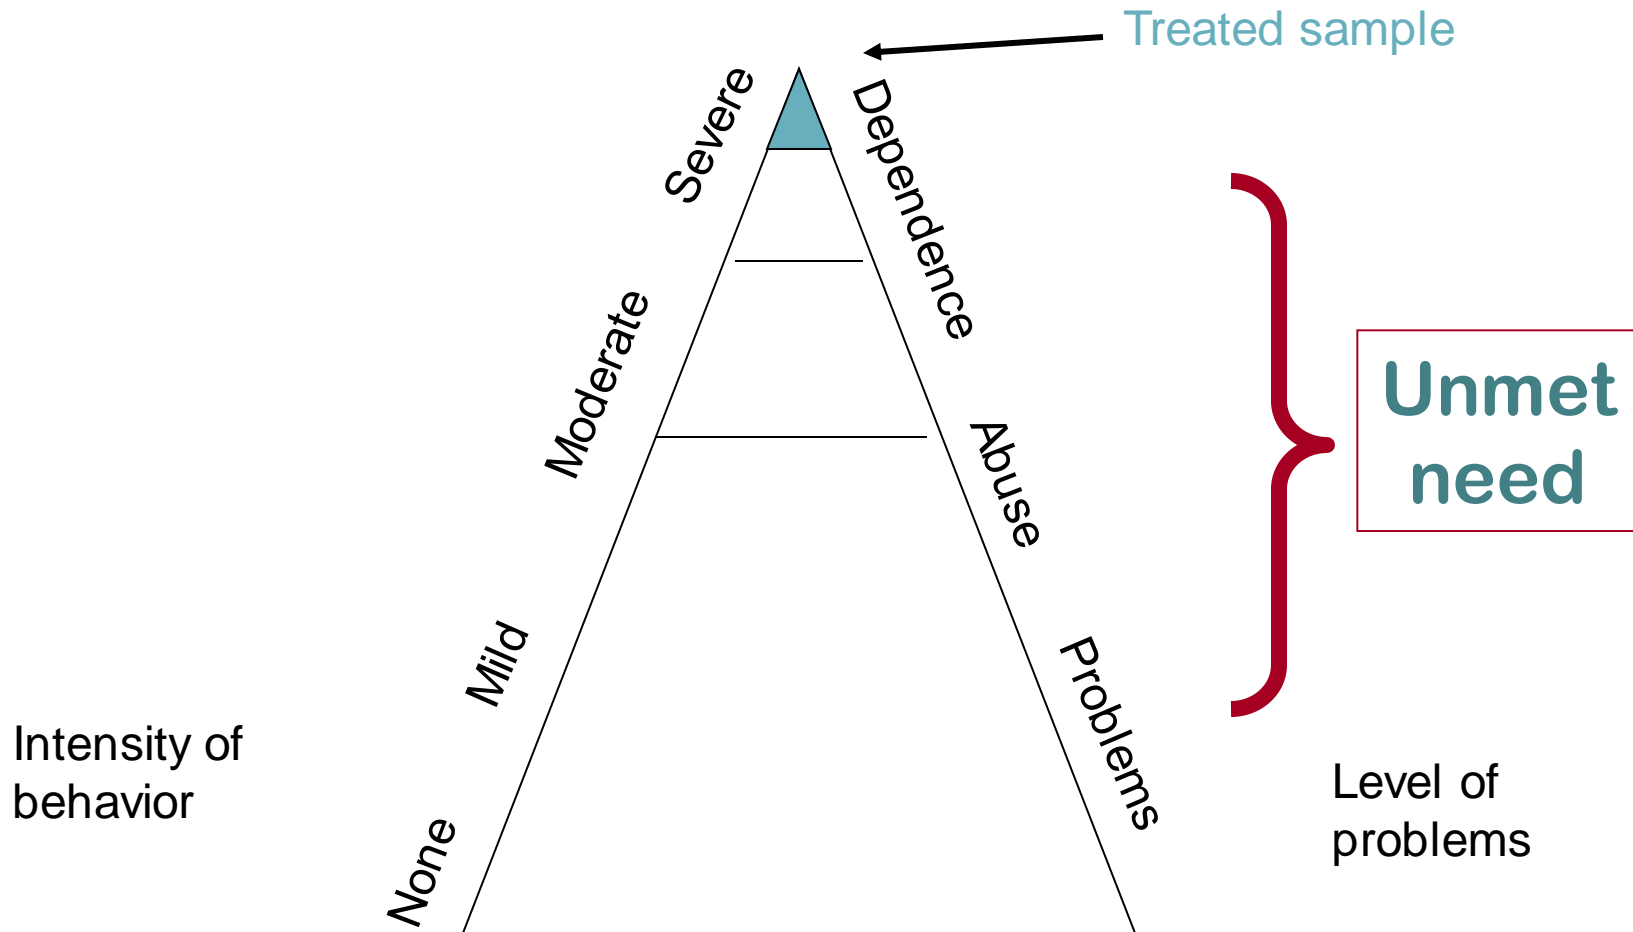 Treated sample
Severe
Dependence
Moderate
Unmet
need
Abuse
Mild
Problems
Intensity of
behavior
Level of
problems
None